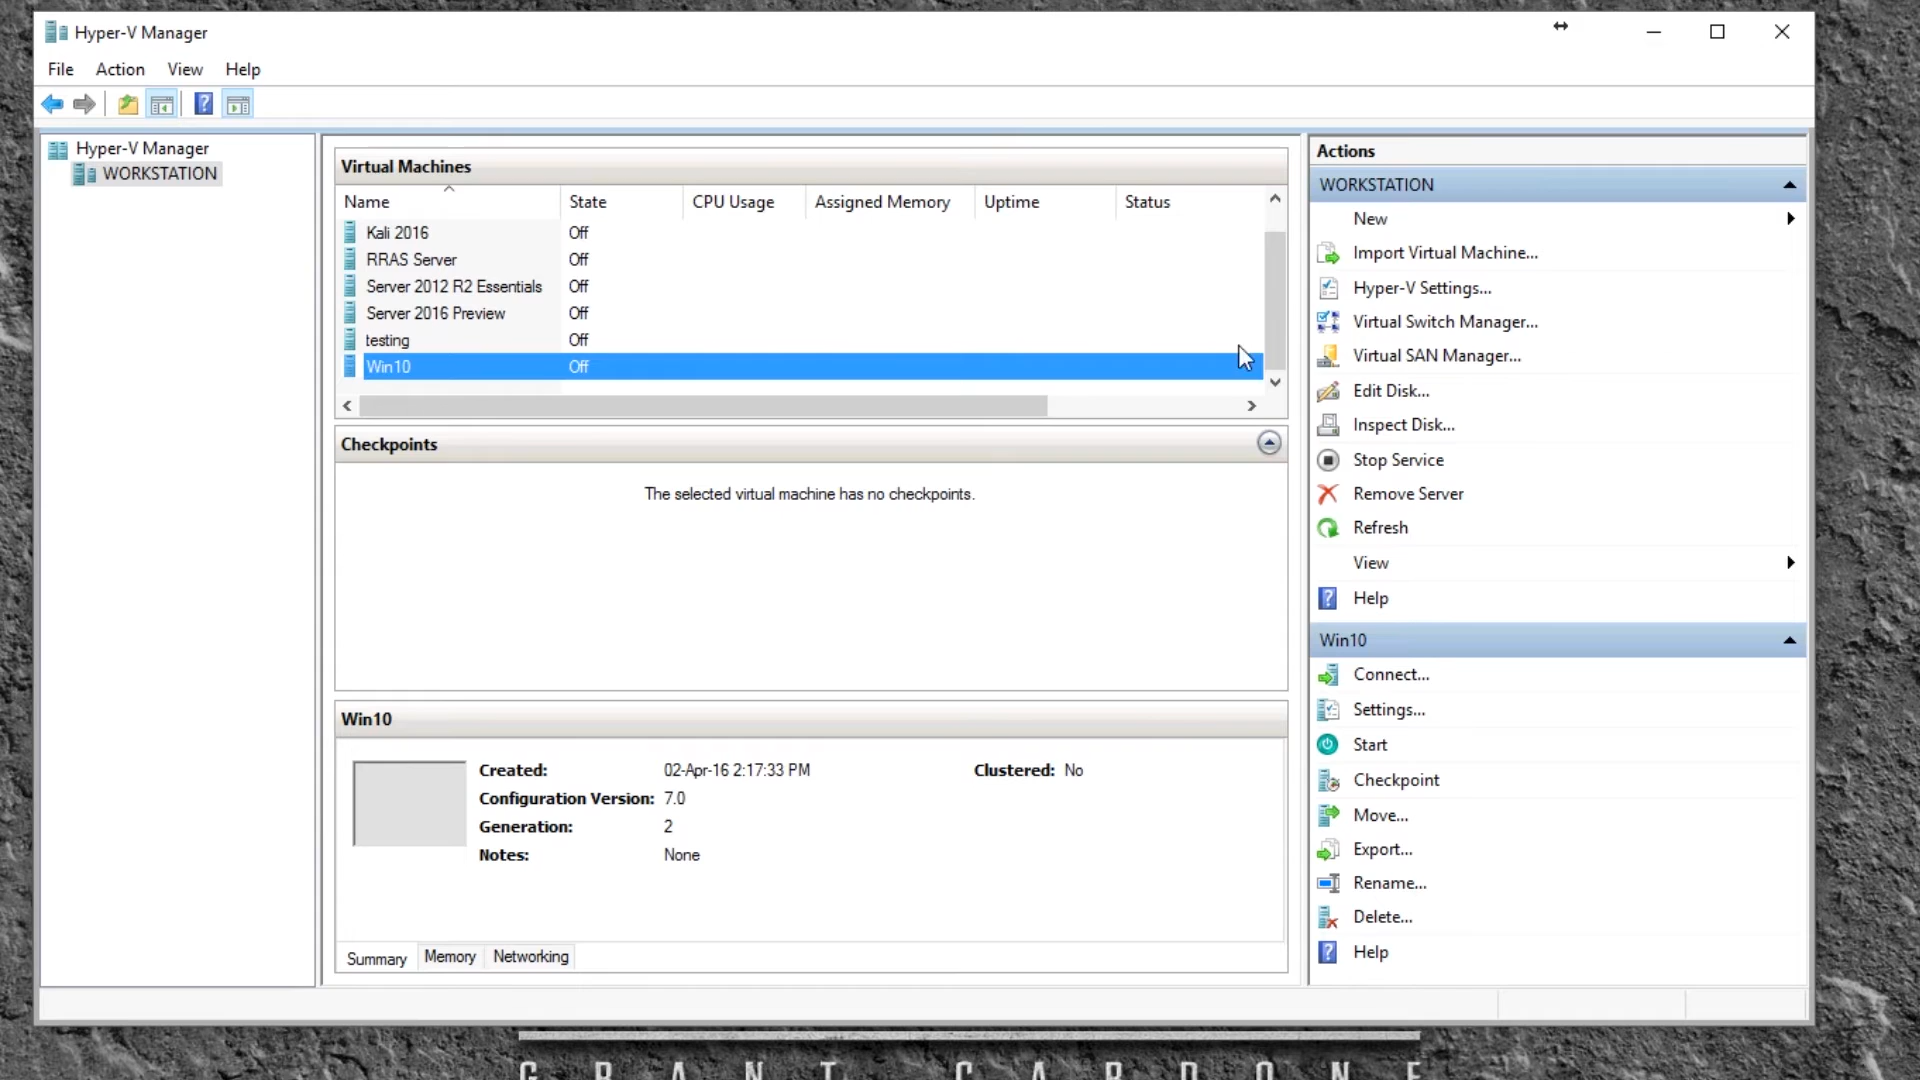 Hyper-V Manager
File Action View Help
Hyper-V Manager
WORKSTATION
Virtual Machines
Name State CPU Usage Assigned Memory Uptime Status
Kali 2016 Off
RRAS Server Off
Server 2012 R2 Essentials Off
Server 2016 Preview Off
testing Off
Win10 Off
Checkpoints
The selected virtual machine has no checkpoints.
Win10
Created: 02-Apr-16 2:17:33 PM Clustered: No
Configuration Version: 7.0
Generation: 2
Notes: None
Summary Memory Networking
Actions
WORKSTATION
New
Import Virtual Machine...
Hyper-V Settings...
Virtual Switch Manager...
Virtual SAN Manager...
Edit Disk...
Inspect Disk...
Stop Service
Remove Server
Refresh
View
Help
Win10
Connect...
Settings...
Start
Checkpoint
Move...
Export...
Rename...
Delete...
Help
GRANT CARDONE